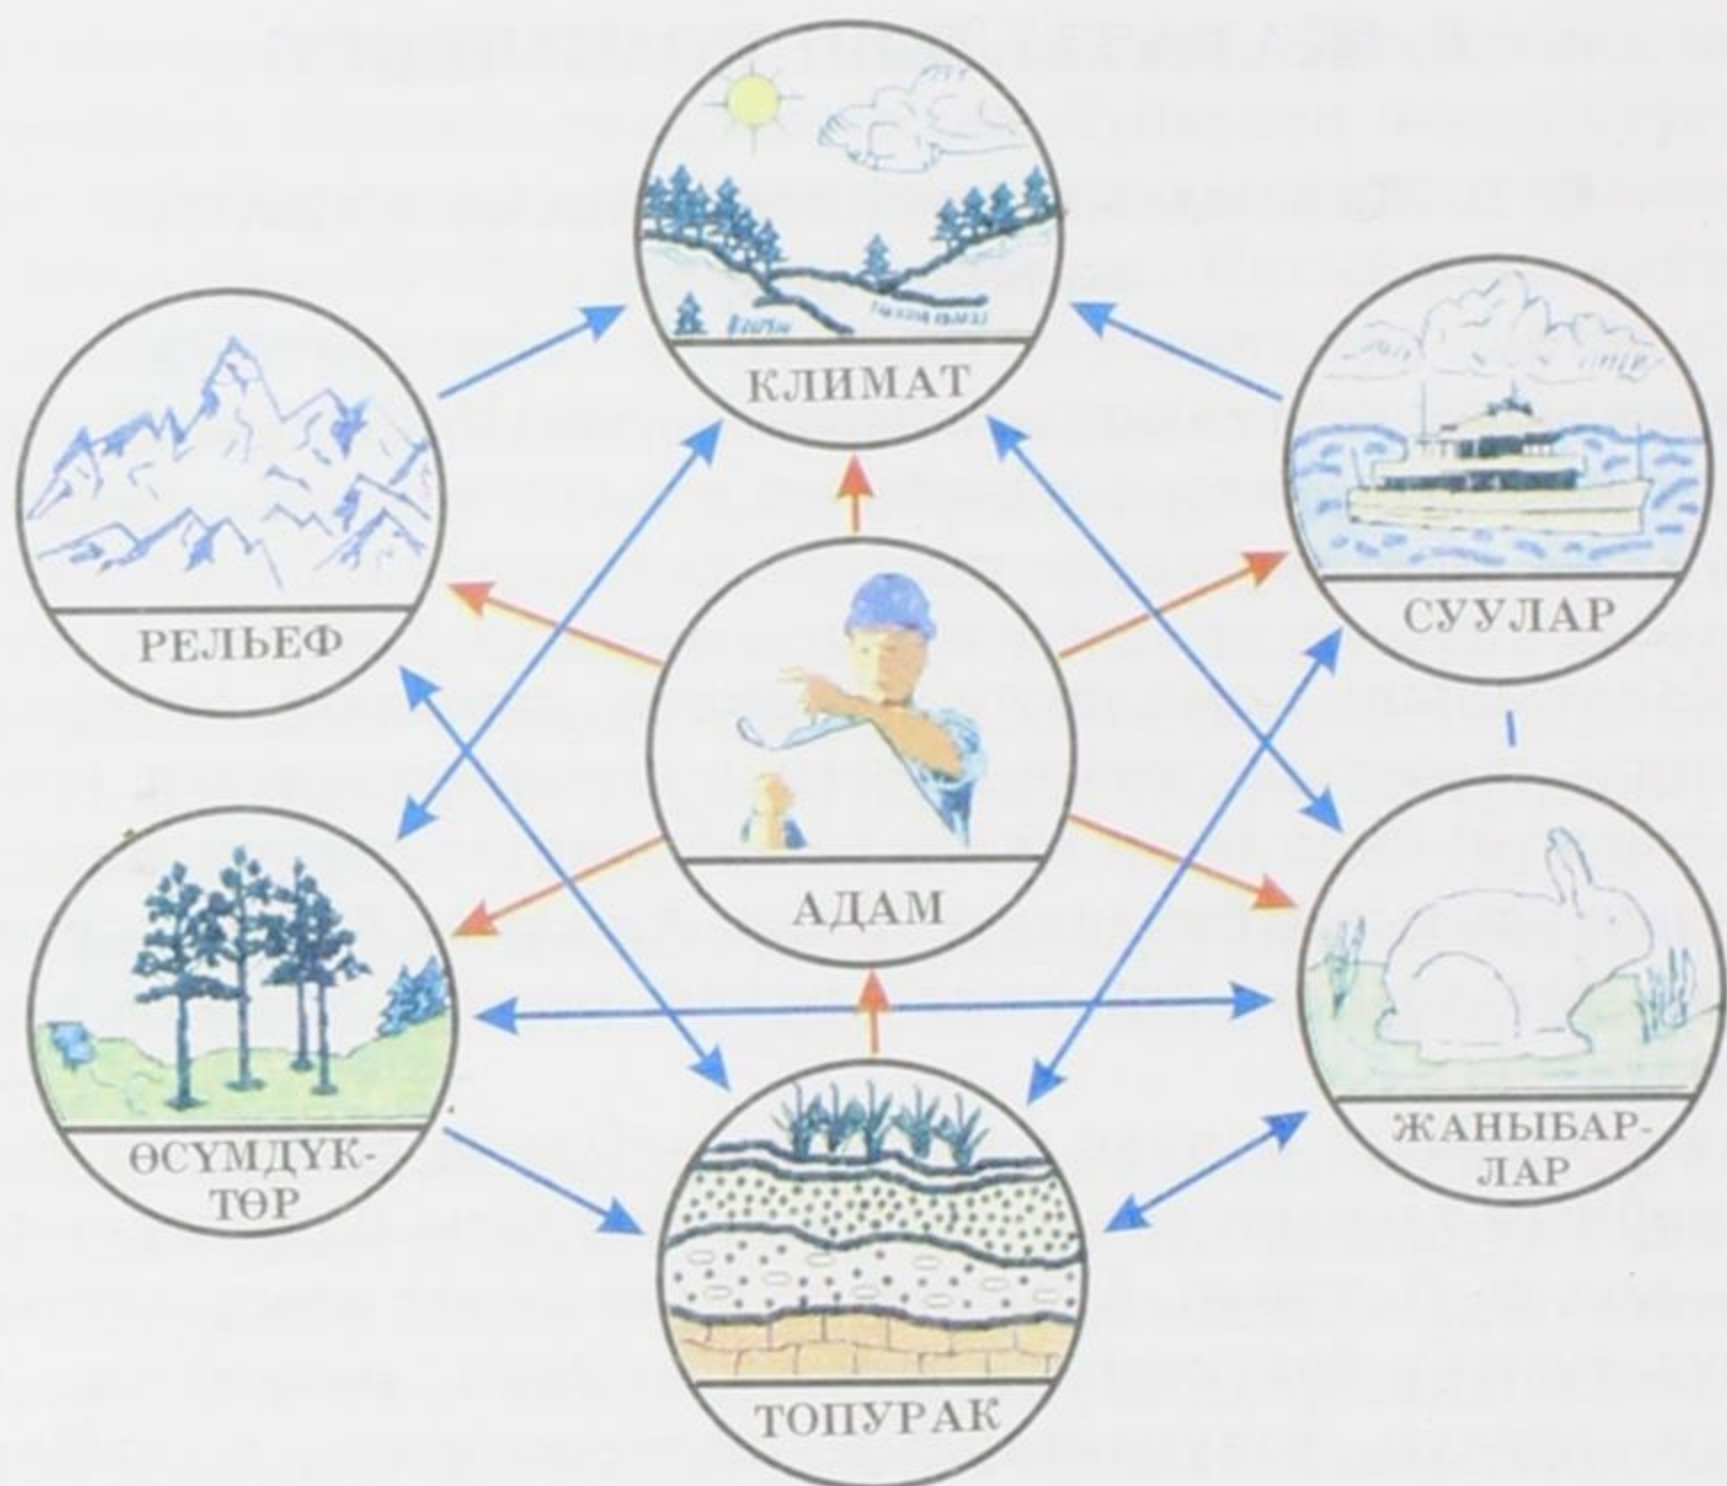 КЛИМАТ
РЕЛЬЕФ
СУУЛАР
АДАМ
ӨСҮМДҮК-
ТӨР
ЖАНЫБАР-
ЛАР
ТОПУРАК